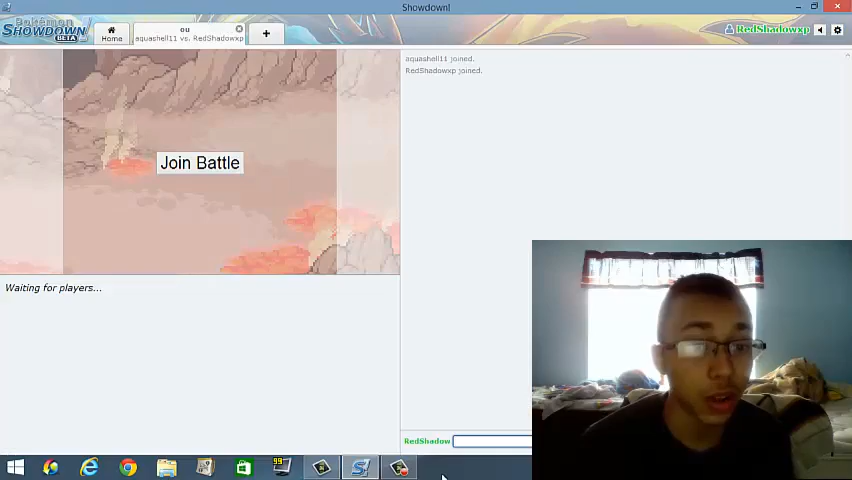 Showdown!
Pokémon
SHOWDOWN
BETA
Home
ou
aquashell11 vs. RedShadowxp
+
RedShadowxp
aquashell11 joined.
RedShadowxp joined.
Join Battle
Waiting for players...
RedShadow
99